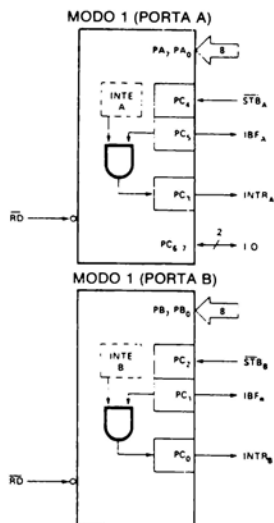 MODO 1 (PORTA A)
PA7 PA0
8
INTE
A
PC4
STBA
PC5
IBFA
PC3
INTRA
RD
PC6 7
2
I O
MODO 1 (PORTA B)
PB7 PB0
8
INTE
B
PC2
STBB
PC1
IBFB
PC0
INTRB
RD